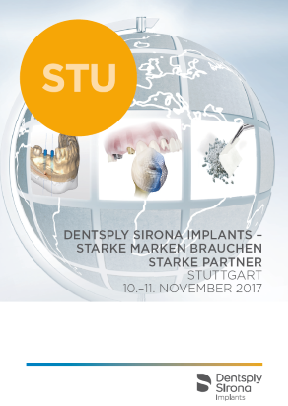 STU
DENTSPLY SIRONA IMPLANTS –
STARKE MARKEN BRAUCHEN
STARKE PARTNER
STUTTGART
10.–11. NOVEMBER 2017
Dentsply
Sirona
Implants